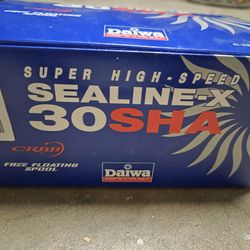 Daiwa
SUPER HIGH-SPEED
SEALINE-X
30SHA
CRBB
FREE FLOATING
SPOOL
Daiwa